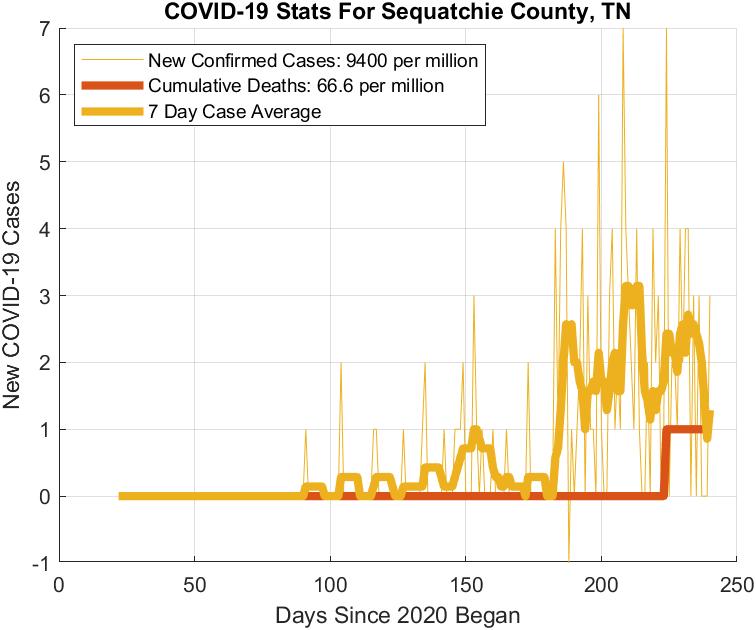 COVID-19 Stats For Sequatchie County, TN
New Confirmed Cases: 9400 per million
Cumulative Deaths: 66.6 per million
7 Day Case Average
New COVID-19 Cases
7
6
5
4
3
2
1
0
-1
0 50 100 150 200 250
Days Since 2020 Began